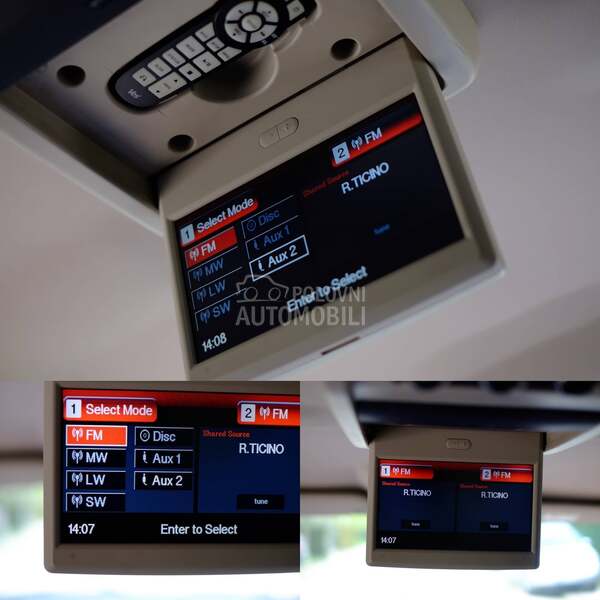 2 FM
Shared Source
R.TICINO
1 Select Mode
FM
Disc
MW
Aux 1
LW
Aux 2
SW
tune
Enter to Select
14:08
POLOVNI
AUTOMOBILI
1 Select Mode
2 FM
FM
Disc
Shared Source
MW
Aux 1
R.TICINO
LW
Aux 2
SW
tune
14:07
Enter to Select
1 FM
2 FM
Shared Source
Shared Source
R.TICINO
R.TICINO
tune
tune
14:07